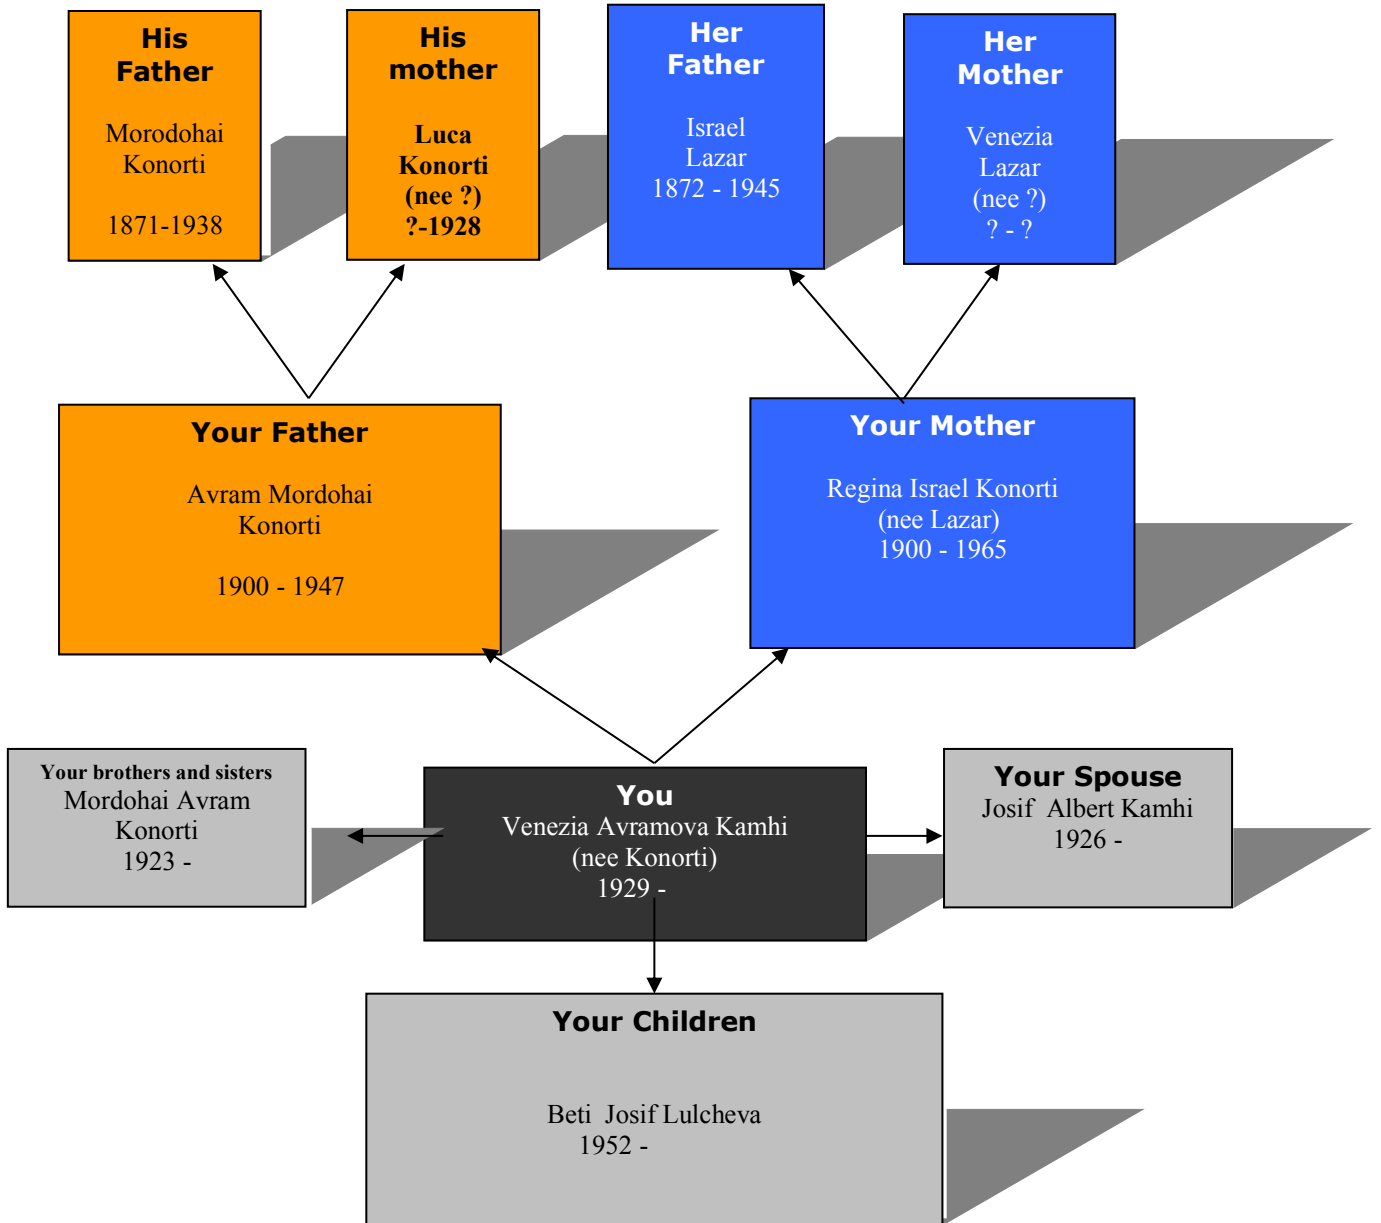 His
Father
Morodohai
Konorti
1871-1938
His
mother
Luca
Konorti
(nee ?)
?-1928
Her
Father
Israel
Lazar
1872 - 1945
Her
Mother
Venezia
Lazar
(nee ?)
? - ?
Your Father
Avram Mordohai
Konorti
1900 - 1947
Your Mother
Regina Israel Konorti
(nee Lazar)
1900 - 1965
Your brothers and sisters
Mordohai Avram
Konorti
1923 -
You
Venezia Avramova Kamhi
(nee Konorti)
1929 -
Your Spouse
Josif Albert Kamhi
1926 -
Your Children
Beti Josif Lulcheva
1952 -